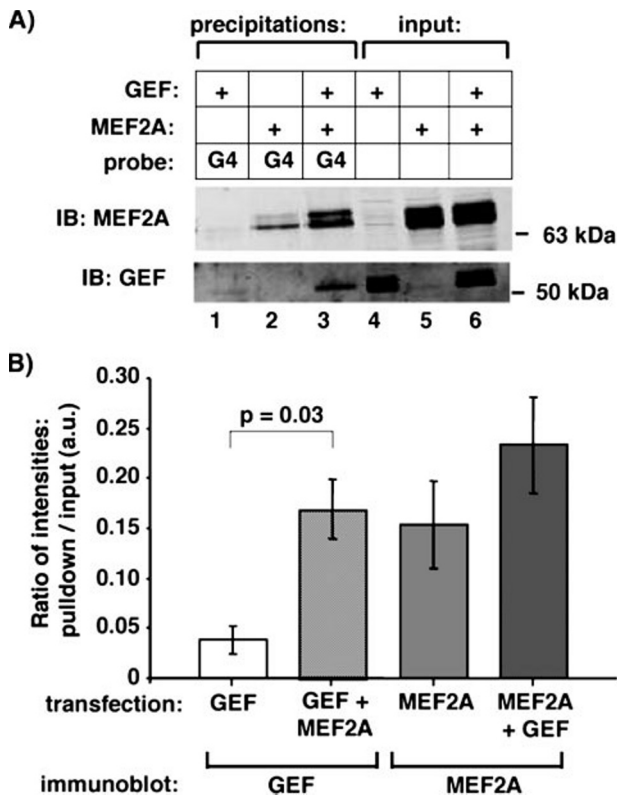 A)
precipitations: input:
GEF: + + + +
MEF2A: + + + +
probe: G4 G4 G4
IB: MEF2A
63 kDa
IB: GEF
50 kDa
1 2 3 4 5 6
B)
Ratio of intensities:
pulldown / input (a.u.)
0.30
0.25
0.20
0.15
0.10
0.05
0
p = 0.03
transfection: GEF GEF + MEF2A MEF2A MEF2A + GEF
immunoblot: GEF MEF2A